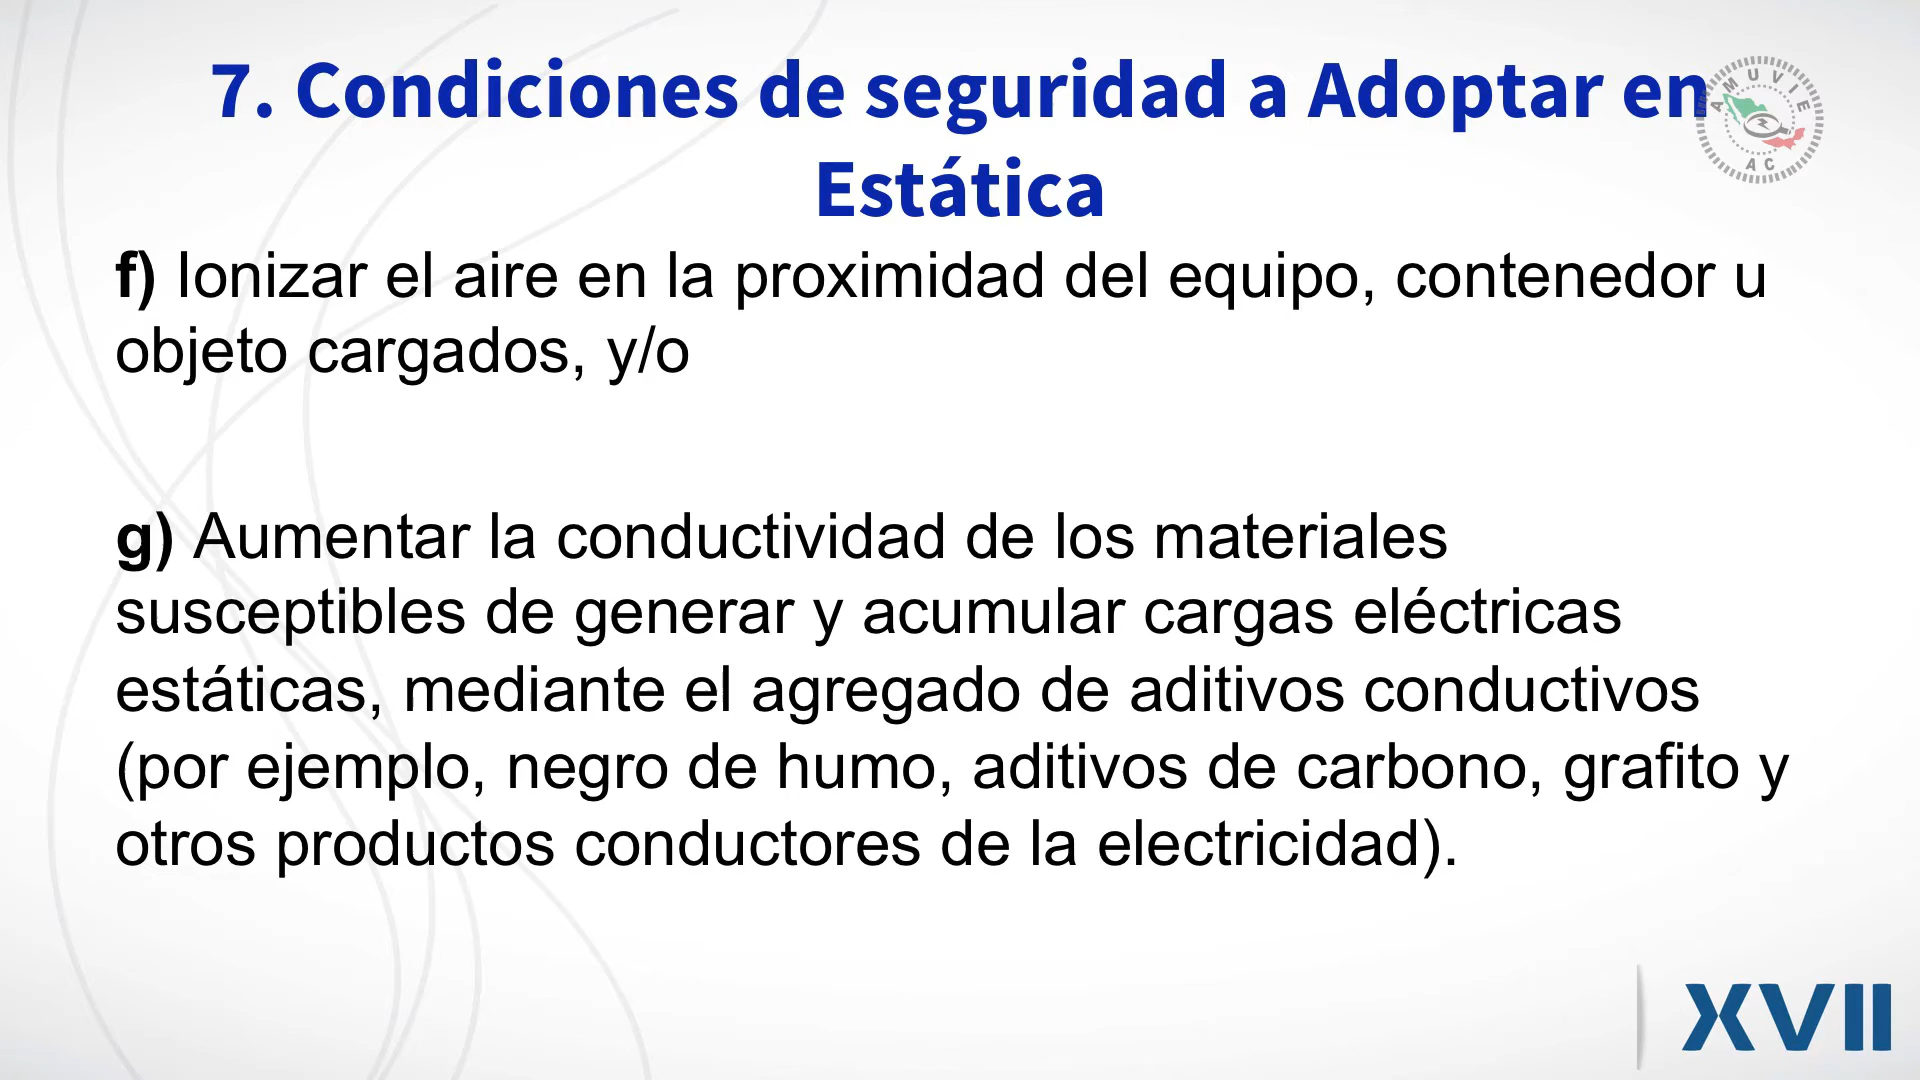 7. Condiciones de seguridad a Adoptar en
Estática
AMUVIE
AC
f) Ionizar el aire en la proximidad del equipo, contenedor u
objeto cargados, y/o
g) Aumentar la conductividad de los materiales
susceptibles de generar y acumular cargas eléctricas
estáticas, mediante el agregado de aditivos conductivos
(por ejemplo, negro de humo, aditivos de carbono, grafito y
otros productos conductores de la electricidad).
XVII